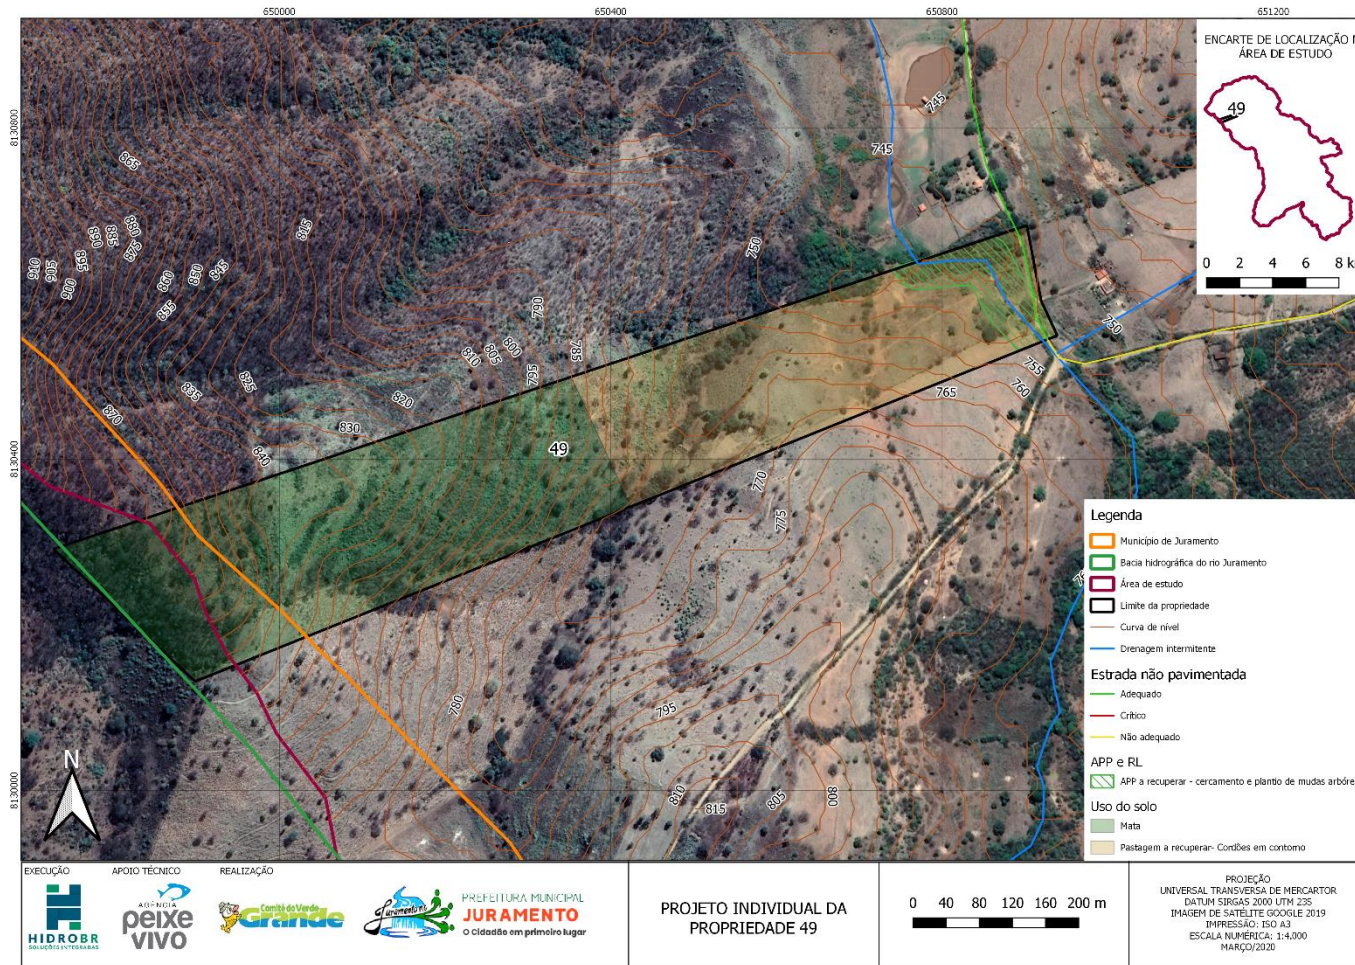 650000
650400
650800
651200
8130800
8130400
8130000
ENCARTE DE LOCALIZAÇÃO N
ÁREA DE ESTUDO
49
0 2 4 6 8 k
745
745
865
815
880
885
890
875
895
910
905
900
860
850
845
855
750
790
785
800
805
810
795
825
835
820
870
830
840
49
750
755
760
765
770
775
780
795
810
815
805
800
N
Legenda
Município de Juramento
Bacia hidrográfica do rio Juramento
Área de estudo
Limite da propriedade
Curva de nível
Drenagem intermitente
Estrada não pavimentada
Adequado
Crítico
Não adequado
APP e RL
APP a recuperar - cercamento e plantio de mudas arbóre
Uso do solo
Mata
Pastagem a recuperar- Cordões em contorno
EXECUÇÃO
HIDROBR
SOLUÇÕES INTEGRADAS
APOIO TÉCNICO
AGÊNCIA
peixe
vivo
REALIZAÇÃO
Comitê do Verde
Grande
PREFEITURA MUNICIPAL
JURAMENTO
O Cidadão em primeiro lugar
PROJETO INDIVIDUAL DA
PROPRIEDADE 49
0 40 80 120 160 200 m
PROJEÇÃO
UNIVERSAL TRANSVERSA DE MERCARTOR
DATUM SIRGAS 2000 UTM 23S
IMAGEM DE SATÉLITE GOOGLE 2019
IMPRESSÃO: ISO A3
ESCALA NUMÉRICA: 1:4.000
MARÇO/2020